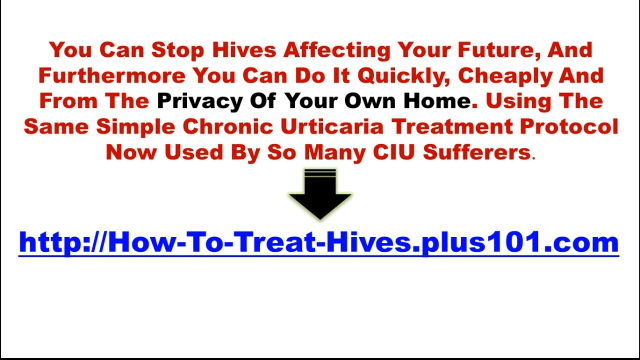 You Can Stop Hives Affecting Your Future, And
Furthermore You Can Do It Quickly, Cheaply And
From The Privacy Of Your Own Home. Using The
Same Simple Chronic Urticaria Treatment Protocol
Now Used By So Many CIU Sufferers.
http://How-To-Treat-Hives.plus101.com